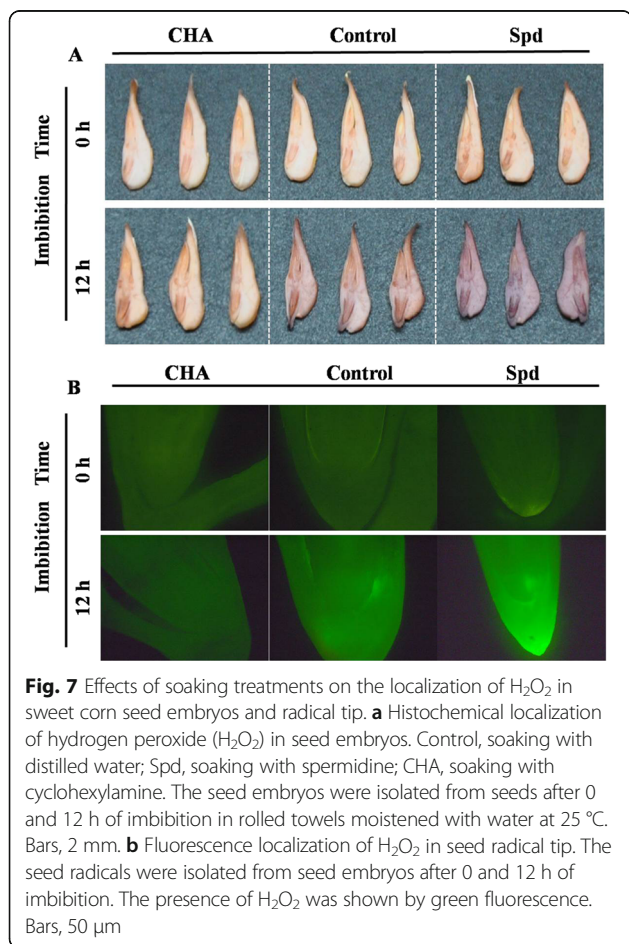 CHA Control Spd
A
Imbibition Time
0 h
12 h
CHA Control Spd
B
Imbibition Time
0 h
12 h
Fig. 7 Effects of soaking treatments on the localization of H₂O₂ in
sweet corn seed embryos and radical tip. a Histochemical localization
of hydrogen peroxide (H₂O₂) in seed embryos. Control, soaking with
distilled water; Spd, soaking with spermidine; CHA, soaking with
cyclohexylamine. The seed embryos were isolated from seeds after 0
and 12 h of imbibition in rolled towels moistened with water at 25 °C.
Bars, 2 mm. b Fluorescence localization of H₂O₂ in seed radical tip. The
seed radicals were isolated from seed embryos after 0 and 12 h of
imbibition. The presence of H₂O₂ was shown by green fluorescence.
Bars, 50 μm